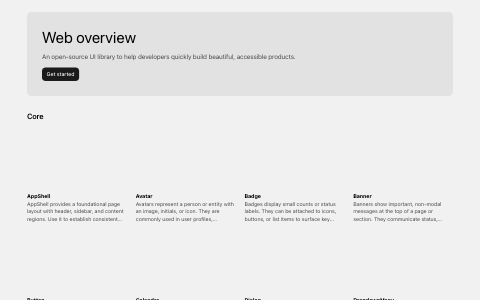 Web overview
An open-source UI library to help developers quickly build beautiful, accessible products.
Get started
Core
AppShell
AppShell provides a foundational page
layout with header, sidebar, and content
regions. Use it to establish consistent...
Avatar
Avatars represent a person or entity with
an image, initials, or icon. They are
commonly used in user profiles,...
Badge
Badges display small counts or status
labels. They can be attached to icons,
buttons, or list items to surface key...
Banner
Banners show important, non-modal
messages at the top of a page or
section. They communicate status,...